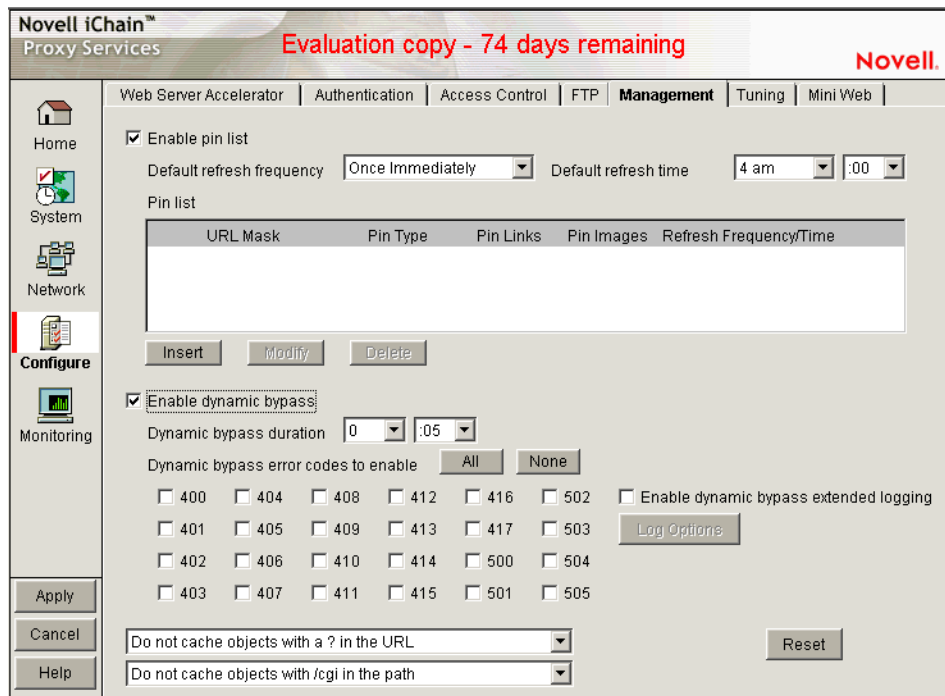 Novell iChain™
Proxy Services
Evaluation copy - 74 days remaining
Novell.
Web Server Accelerator Authentication Access Control FTP Management Tuning Mini Web
Home
System
Network
Configure
Monitoring
Enable pin list
Default refresh frequency Once Immediately Default refresh time 4 am :00
Pin list
URL Mask Pin Type Pin Links Pin Images Refresh Frequency/Time
Insert Modify Delete
Enable dynamic bypass
Dynamic bypass duration 0 :05
Dynamic bypass error codes to enable All None
400 404 408 412 416 502 Enable dynamic bypass extended logging
401 405 409 413 417 503 Log Options
402 406 410 414 500 504
403 407 411 415 501 505
Do not cache objects with a ? in the URL Reset
Do not cache objects with /cgi in the path
Apply
Cancel
Help